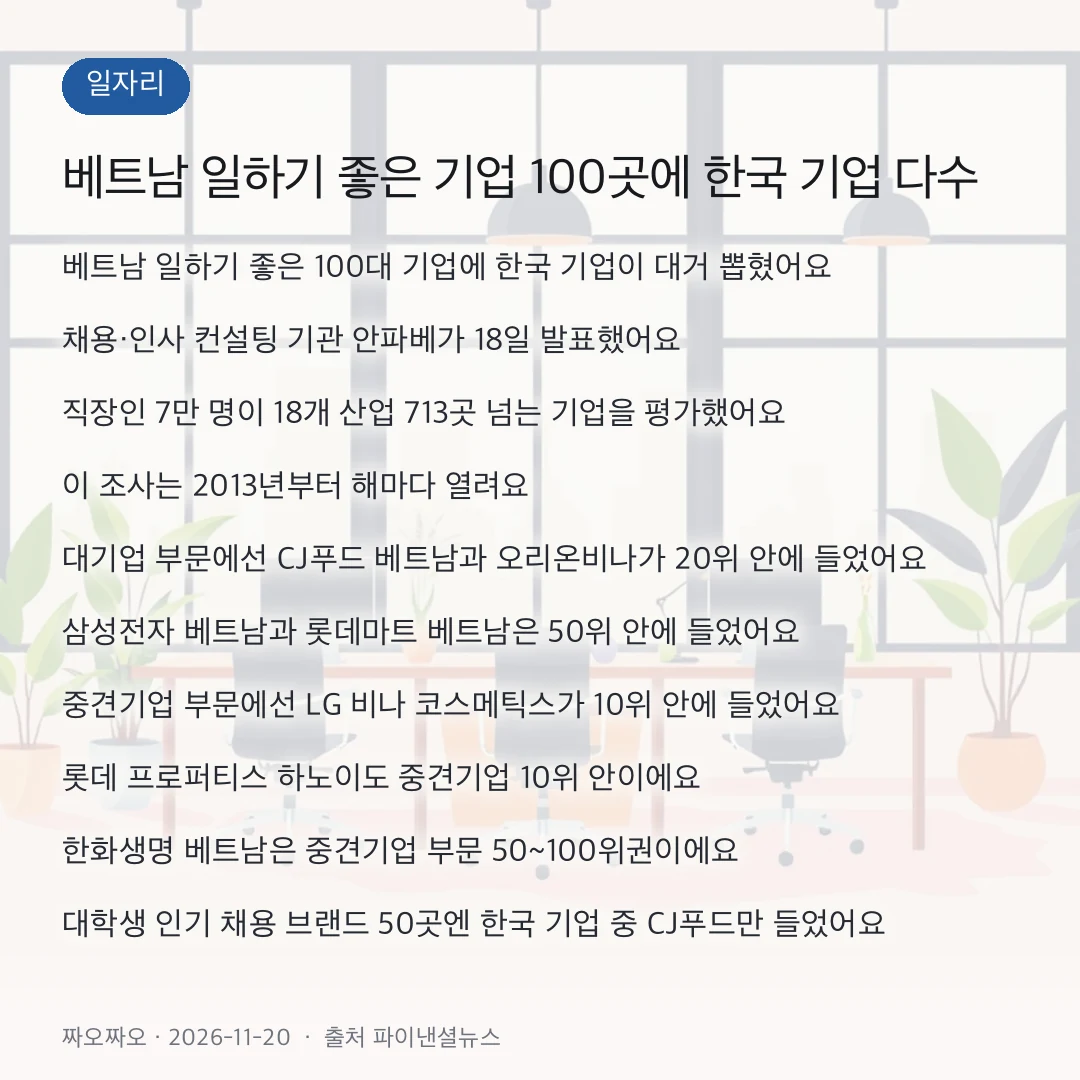 일자리
베트남 일하기 좋은 기업 100곳에 한국 기업 다수
베트남 일하기 좋은 100대 기업에 한국 기업이 대거 뽑혔어요
채용·인사 컨설팅 기관 안파베가 18일 발표했어요
직장인 7만 명이 18개 산업 713곳 넘는 기업을 평가했어요
이 조사는 2013년부터 해마다 열려요
대기업 부문에선 CJ푸드 베트남과 오리온비나가 20위 안에 들었어요
삼성전자 베트남과 롯데마트 베트남은 50위 안에 들었어요
중견기업 부문에선 LG 비나 코스메틱스가 10위 안에 들었어요
롯데 프로퍼티스 하노이도 중견기업 10위 안이에요
한화생명 베트남은 중견기업 부문 50~100위권이에요
대학생 인기 채용 브랜드 50곳엔 한국 기업 중 CJ푸드만 들었어요
짜오짜오 · 2026-11-20 · 출처 파이낸셜뉴스